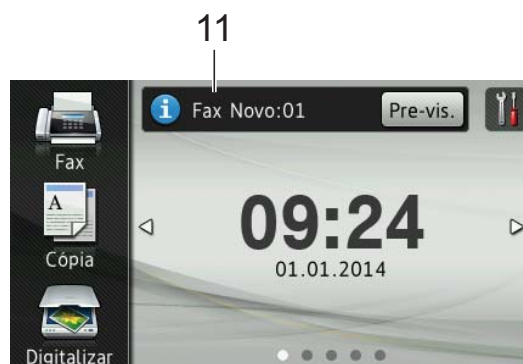 11
Fax Novo:01
Pre-vis.
Fax
A
Cópia
09:24
01.01.2014
Digitalizar